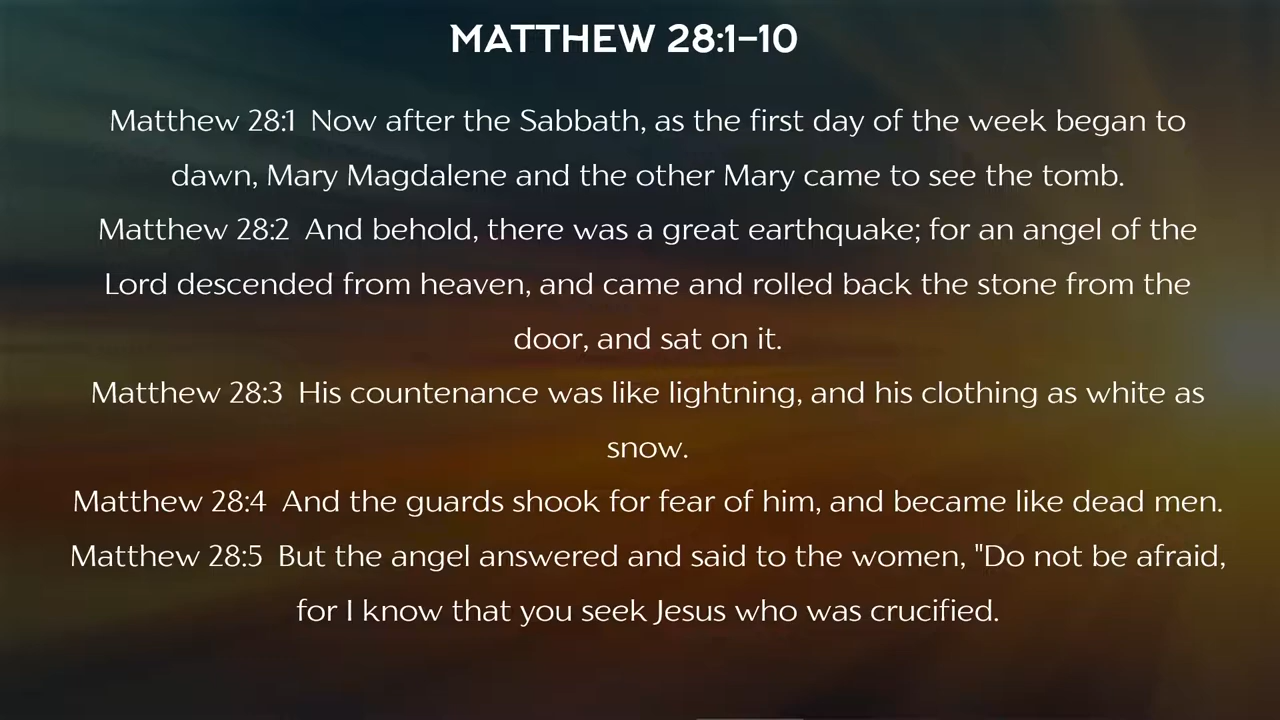 MATTHEW 28:1–10
Matthew 28:1  Now after the Sabbath, as the first day of the week began to
dawn, Mary Magdalene and the other Mary came to see the tomb.
Matthew 28:2  And behold, there was a great earthquake; for an angel of the
Lord descended from heaven, and came and rolled back the stone from the
door, and sat on it.
Matthew 28:3  His countenance was like lightning, and his clothing as white as
snow.
Matthew 28:4  And the guards shook for fear of him, and became like dead men.
Matthew 28:5  But the angel answered and said to the women, "Do not be afraid,
for I know that you seek Jesus who was crucified.